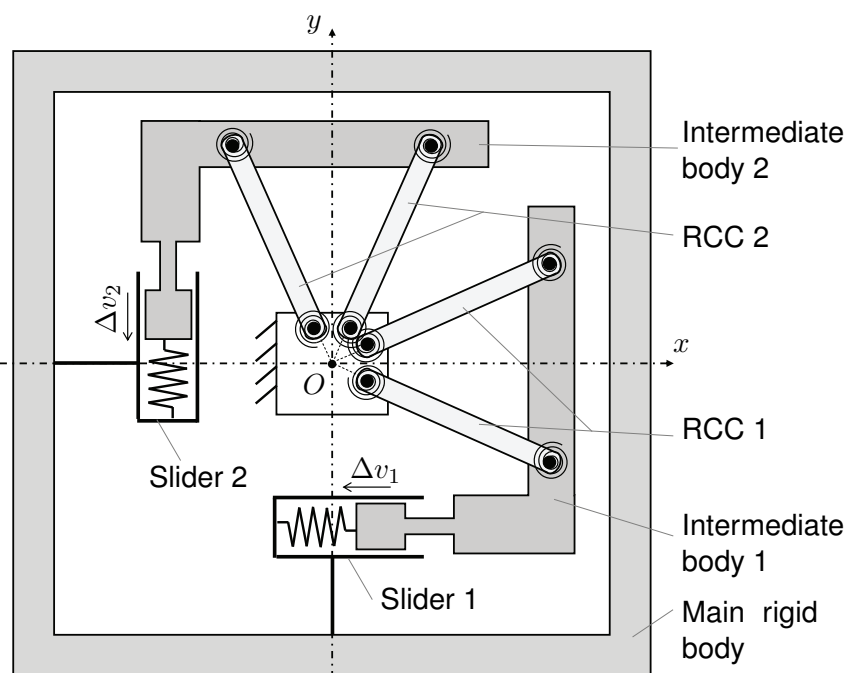 y
Intermediate
body 2
RCC 2
Δv₂
x
O
RCC 1
Slider 2
Δv₁
Intermediate
body 1
Slider 1
Main rigid
body